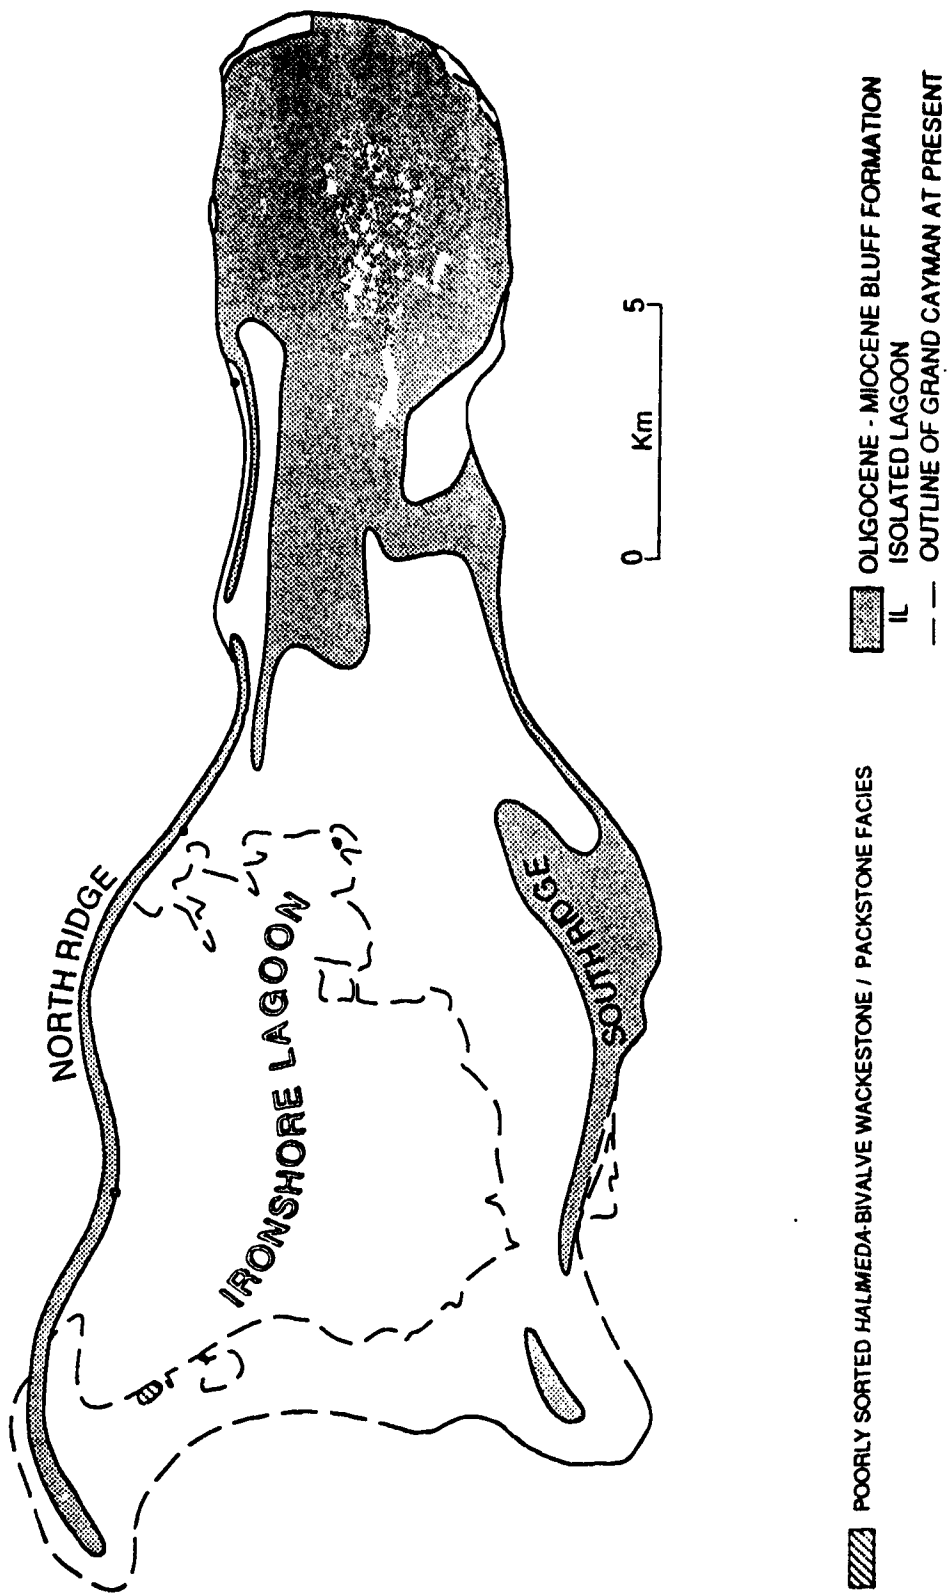 NORTH RIDGE
IRONSHORE LAGOON
SOUTH RIDGE
0 Km 5
POORLY SORTED HALIMEDA-BIVALVE WACKESTONE / PACKSTONE FACIES
OLIGOCENE - MIOCENE BLUFF FORMATION
IL ISOLATED LAGOON
OUTLINE OF GRAND CAYMAN AT PRESENT